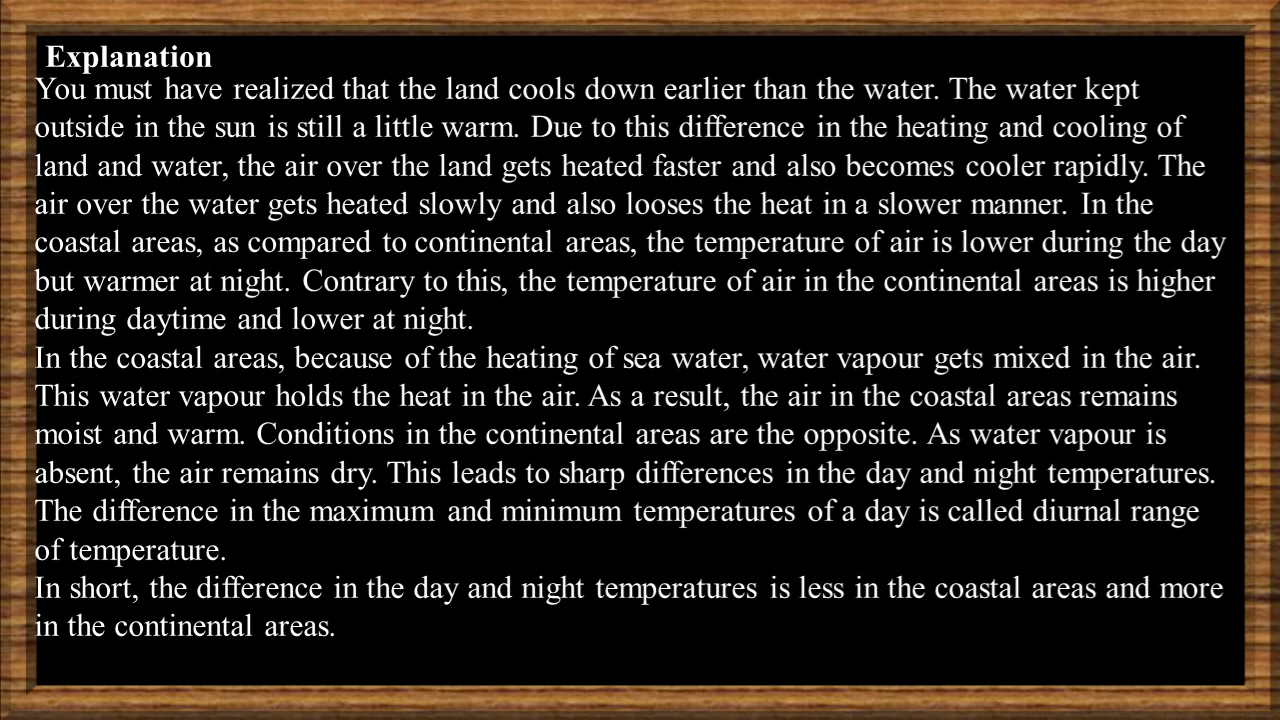 Explanation
You must have realized that the land cools down earlier than the water. The water kept
outside in the sun is still a little warm. Due to this difference in the heating and cooling of
land and water, the air over the land gets heated faster and also becomes cooler rapidly. The
air over the water gets heated slowly and also looses the heat in a slower manner. In the
coastal areas, as compared to continental areas, the temperature of air is lower during the day
but warmer at night. Contrary to this, the temperature of air in the continental areas is higher
during daytime and lower at night.
In the coastal areas, because of the heating of sea water, water vapour gets mixed in the air.
This water vapour holds the heat in the air. As a result, the air in the coastal areas remains
moist and warm. Conditions in the continental areas are the opposite. As water vapour is
absent, the air remains dry. This leads to sharp differences in the day and night temperatures.
The difference in the maximum and minimum temperatures of a day is called diurnal range
of temperature.
In short, the difference in the day and night temperatures is less in the coastal areas and more
in the continental areas.